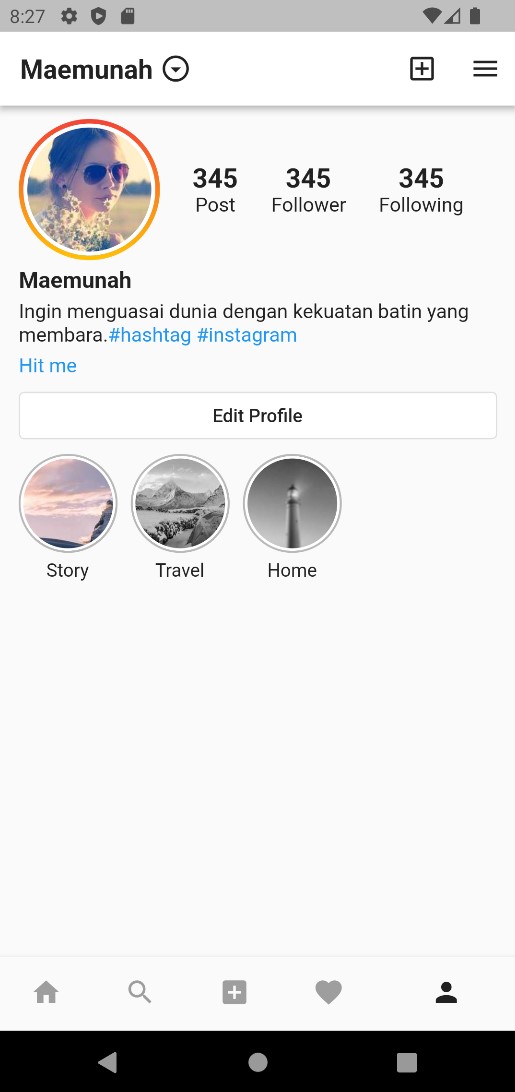 8:27
Maemunah
345 345 345
Post Follower Following
Maemunah
Ingin menguasai dunia dengan kekuatan batin yang
membara.#hashtag #instagram
Hit me
Edit Profile
Story Travel Home